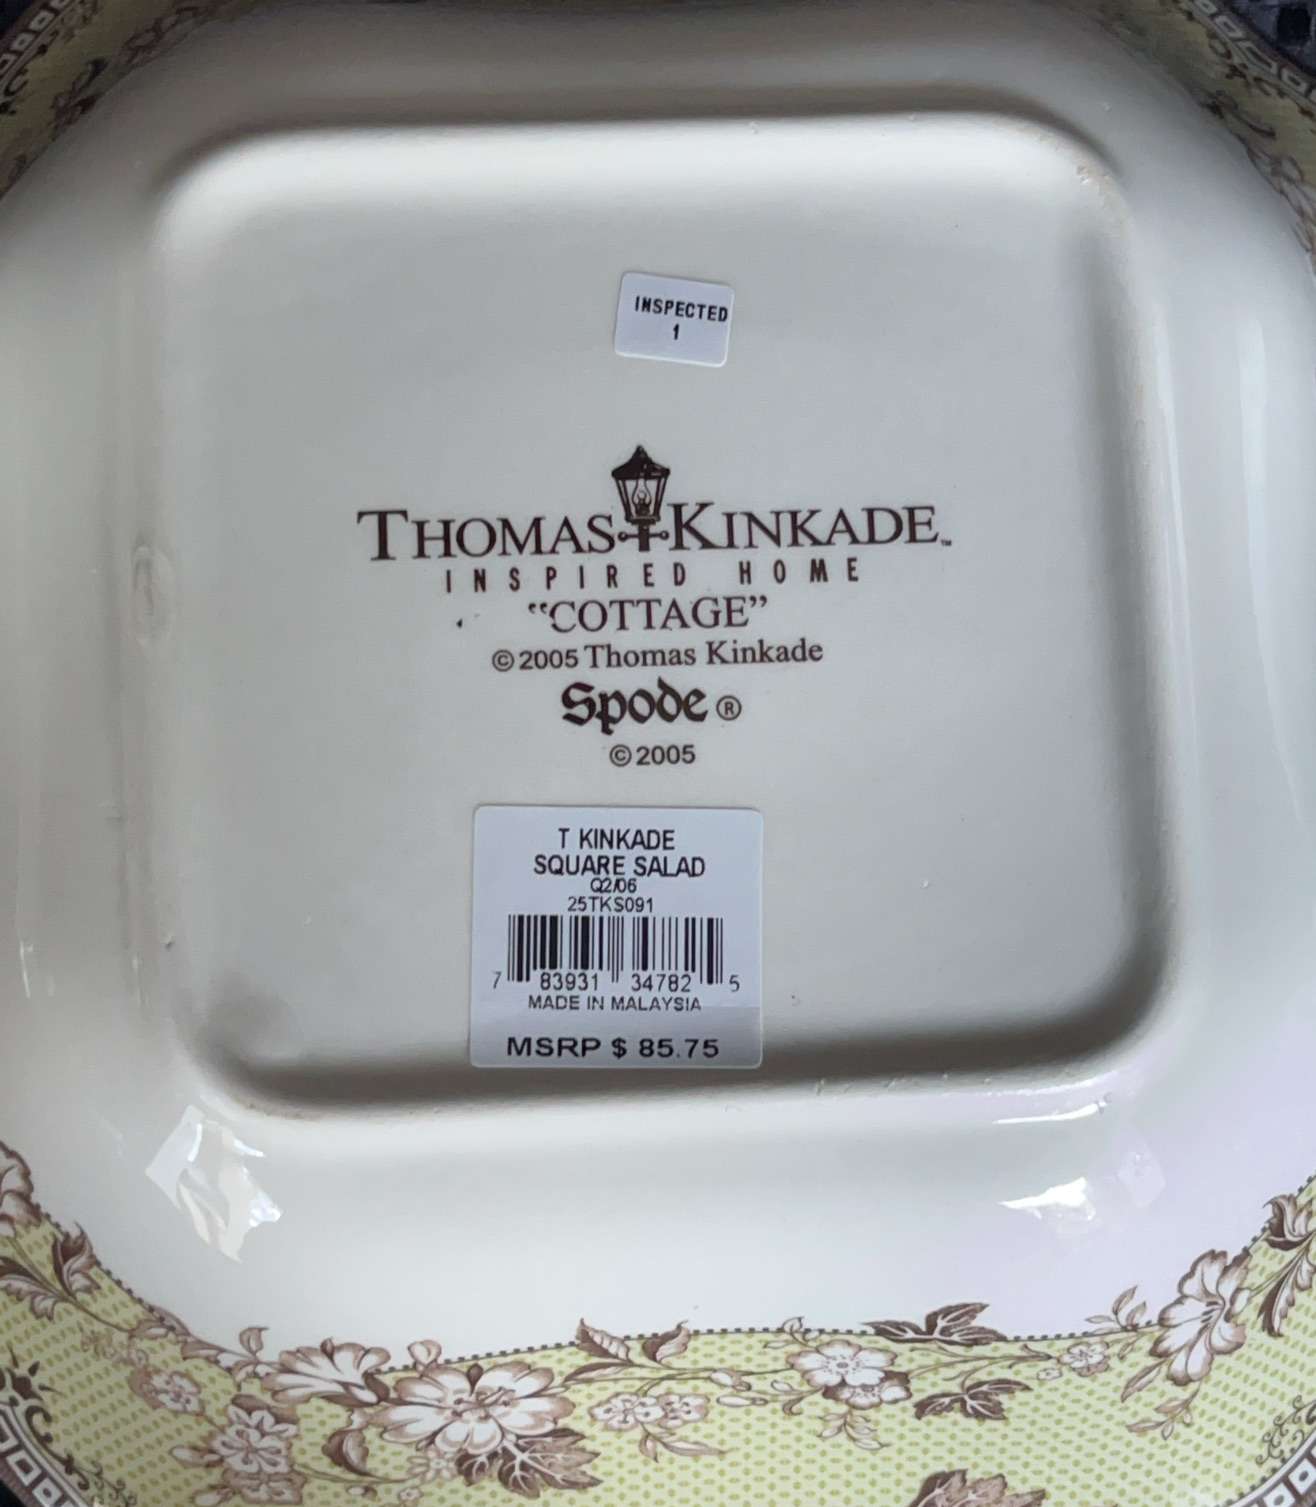 INSPECTED
1
THOMAS KINKADE™
INSPIRED HOME
“COTTAGE”
©2005 Thomas Kinkade
Spode ®
©2005
T KINKADE
SQUARE SALAD
Q2/06
25TKS091
7 83931 34782 5
MADE IN MALAYSIA
MSRP $ 85.75